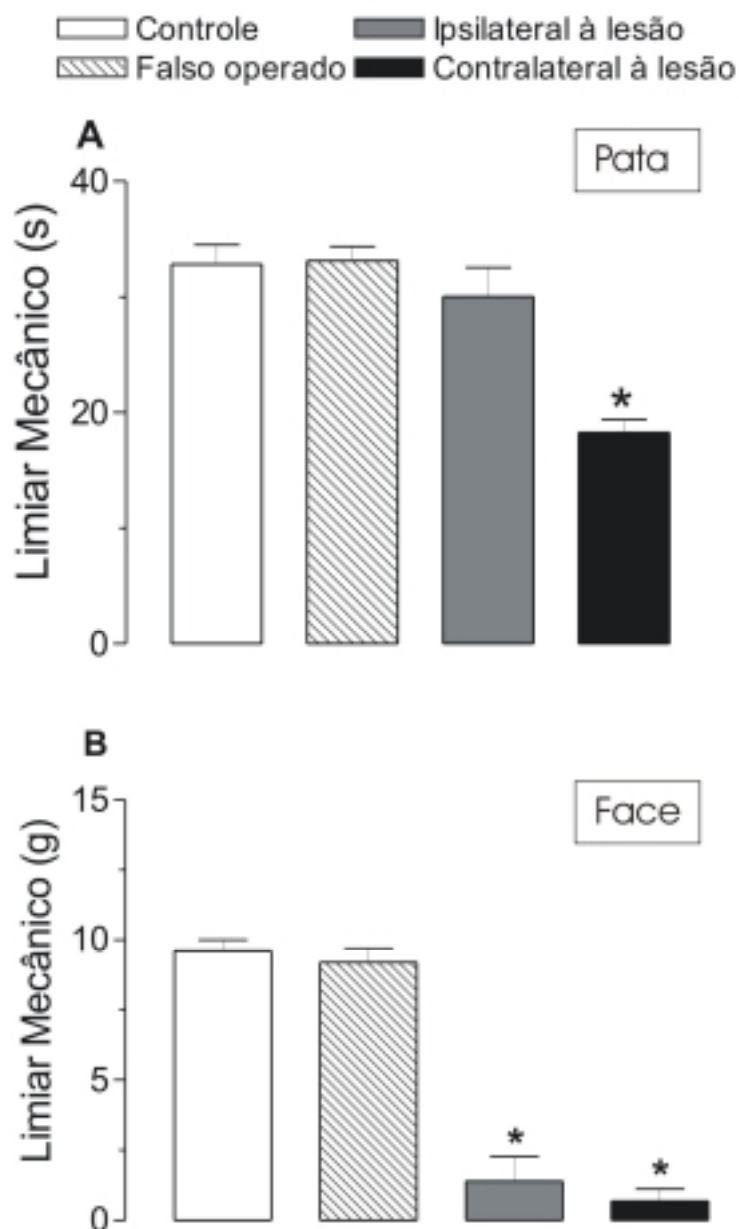 Controle Ipsilateral à lesão
Falso operado Contralateral à lesão
A
Pata
Limiar Mecânico (s)
40
20
0
*
B
Face
Limiar Mecânico (g)
15
10
5
0
*
*